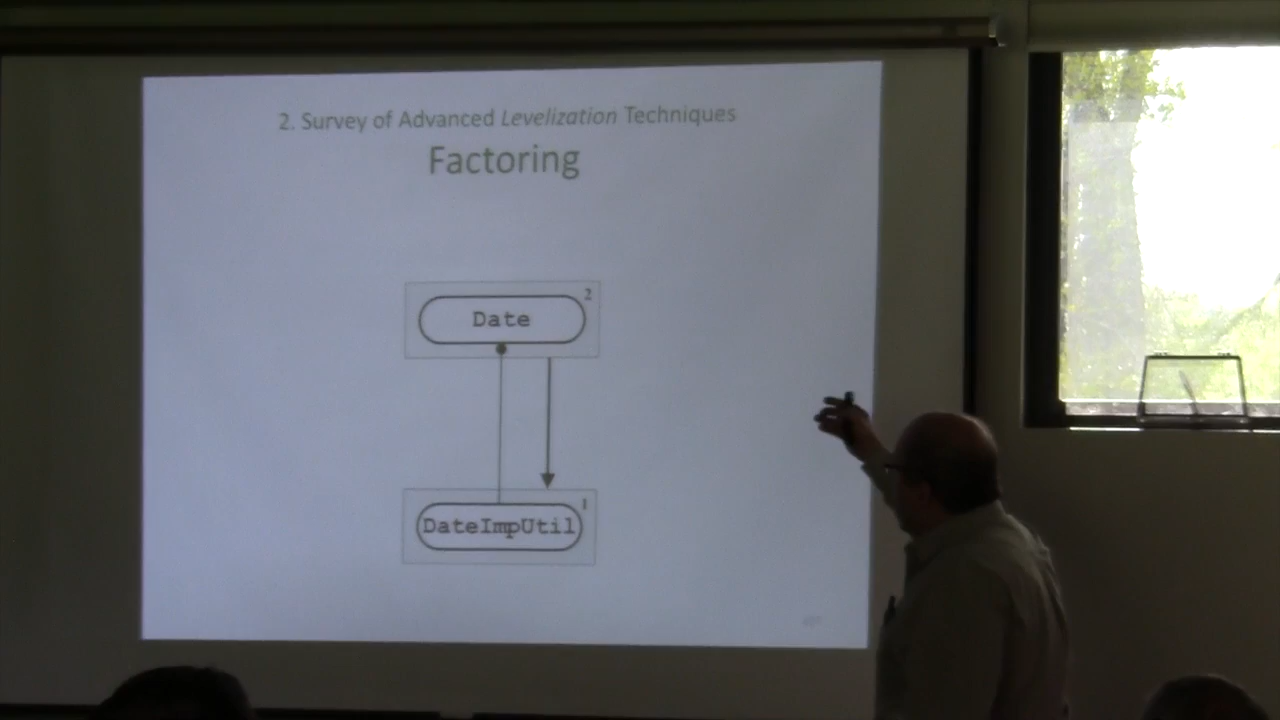 2. Survey of Advanced Levelization Techniques
Factoring
2
Date
1
DateImpUtil